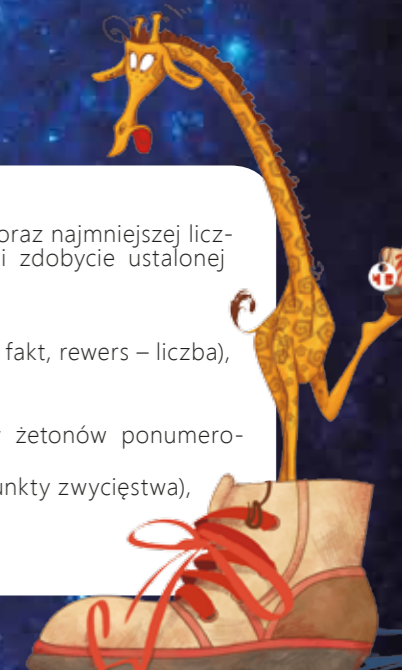 oraz najmniejszej licz-
i zdobycie ustalonej
fakt, rewers – liczba),
żetonów ponumero-
unkty zwycięstwa),